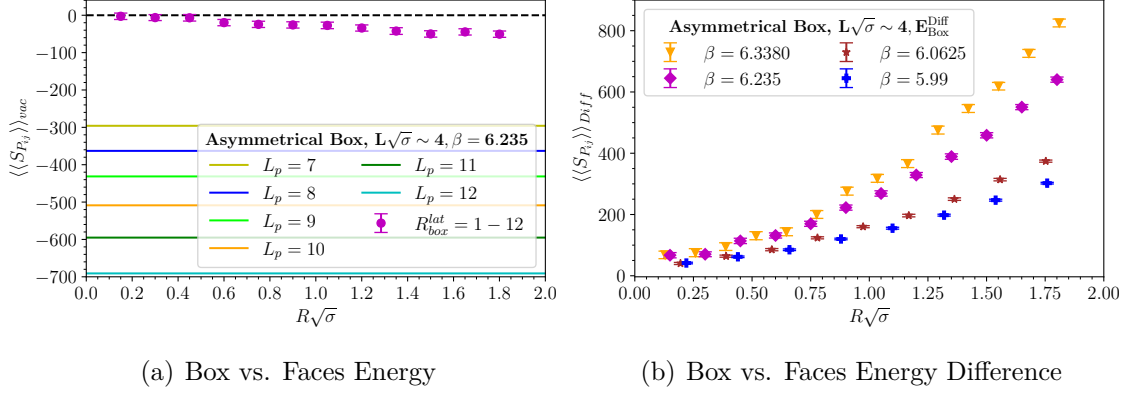 0
−100
−200
−300
−400
−500
−600
−700
0.0 0.2 0.4 0.6 0.8 1.0 1.2 1.4 1.6 1.8 2.0
⟨⟨S_{P_{ij}}⟩⟩_{vac}
R√σ
Asymmetrical Box, L√σ ∼ 4, β = 6.235
L_p = 7
L_p = 8
L_p = 9
L_p = 10
L_p = 11
L_p = 12
R^{lat}_{box} = 1 − 12
(a) Box vs. Faces Energy
800
600
400
200
0
0.00 0.25 0.50 0.75 1.00 1.25 1.50 1.75 2.00
⟨⟨S_{P_{ij}}⟩⟩_{Diff}
R√σ
Asymmetrical Box, L√σ ∼ 4, E^{Diff}_{Box}
β = 6.3380
β = 6.235
β = 6.0625
β = 5.99
(b) Box vs. Faces Energy Difference